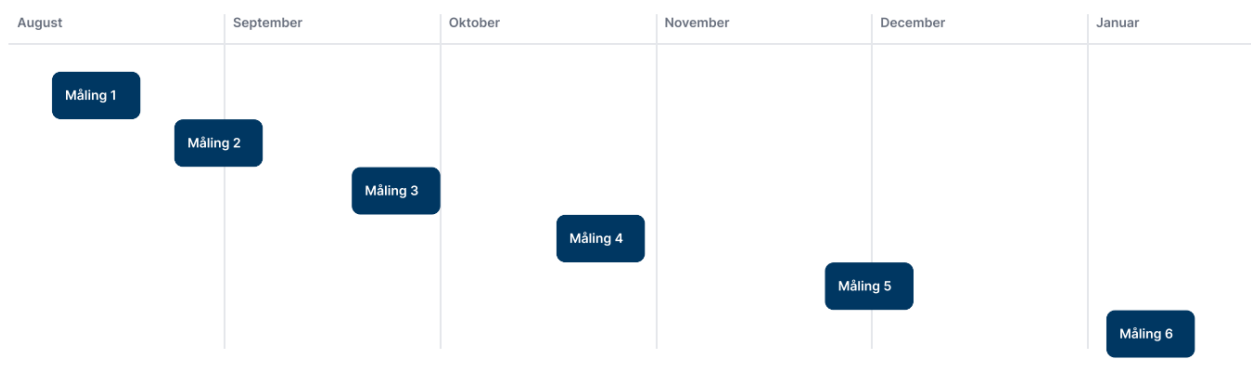 August
September
Oktober
November
December
Januar
Måling 1
Måling 2
Måling 3
Måling 4
Måling 5
Måling 6